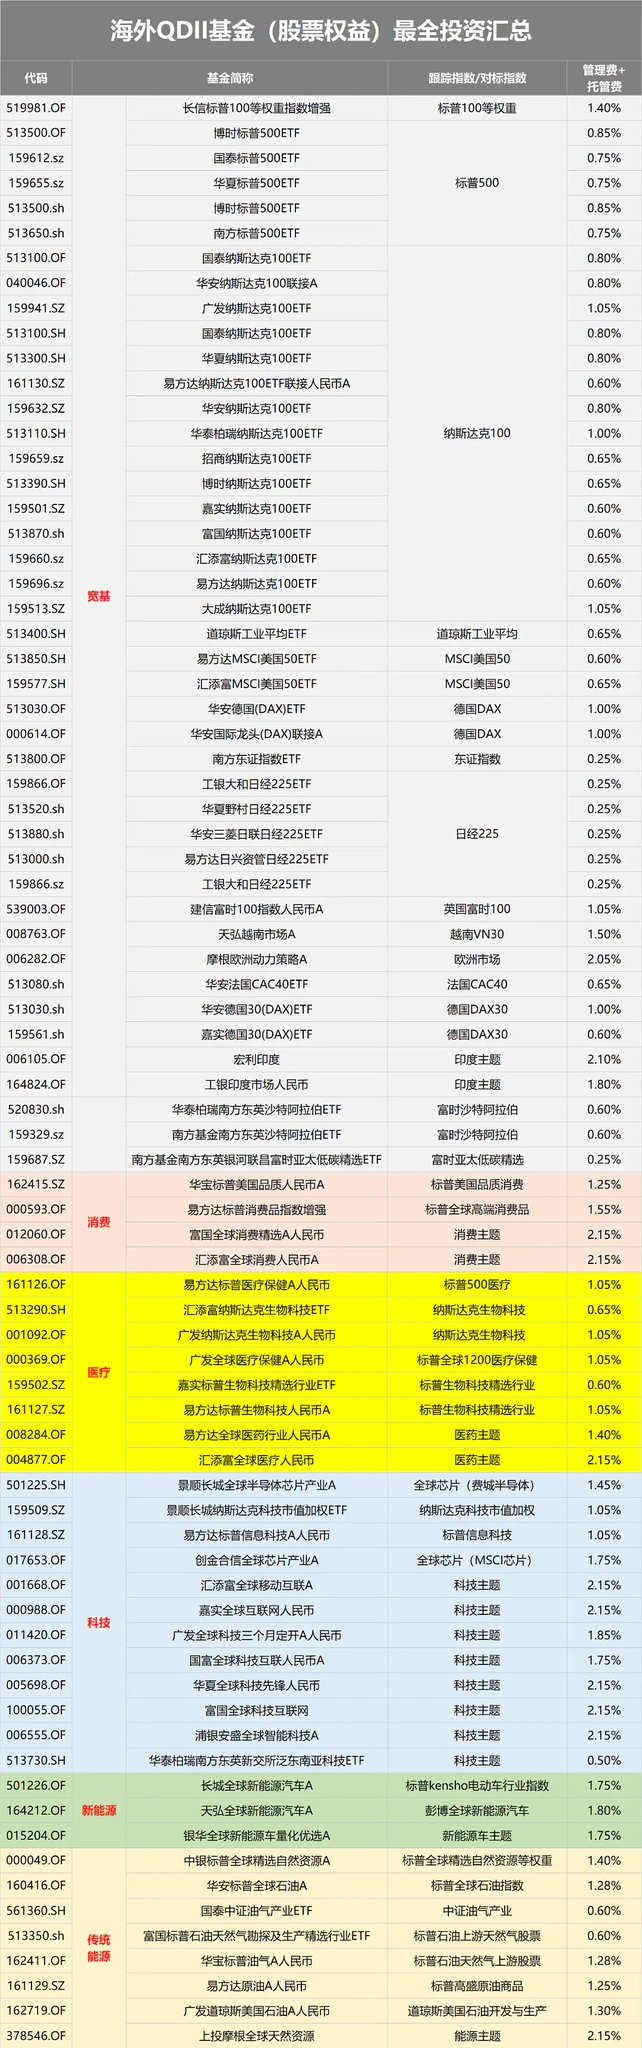 海外QDII基金（股票权益）最全投资汇总
代码 基金简称 跟踪指数/对标指数 管理费+
托管费
519981.OF 长信标普100等权重指数增强 标普100等权重 1.40%
513500.OF 博时标普500ETF 0.85%
159612.sz 国泰标普500ETF 0.75%
159655.sz 华夏标普500ETF 标普500 0.75%
513500.sh 博时标普500ETF 0.85%
513650.sh 南方标普500ETF 0.75%
513100.OF 国泰纳斯达克100ETF 0.80%
040046.OF 华安纳斯达克100联接A 0.80%
159941.SZ 广发纳斯达克100ETF 1.05%
513100.SH 国泰纳斯达克100ETF 0.80%
513300.SH 华夏纳斯达克100ETF 0.80%
161130.SZ 易方达纳斯达克100ETF联接人民币A 0.60%
159632.SZ 华安纳斯达克100ETF 0.80%
513110.SH 华泰柏瑞纳斯达克100ETF 纳斯达克100 1.00%
159659.sz 招商纳斯达克100ETF 0.65%
513390.SH 博时纳斯达克100ETF 0.65%
159501.SZ 嘉实纳斯达克100ETF 0.60%
513870.sh 富国纳斯达克100ETF 0.60%
159660.sz 汇添富纳斯达克100ETF 0.65%
159696.sz 易方达纳斯达克100ETF 0.60%
宽基
159513.SZ 大成纳斯达克100ETF 1.05%
513400.SH 道琼斯工业平均ETF 道琼斯工业平均 0.65%
513850.SH 易方达MSCI美国50ETF MSCI美国50 0.60%
159577.SH 汇添富MSCI美国50ETF MSCI美国50 0.65%
513030.OF 华安德国(DAX)ETF 德国DAX 1.00%
000614.OF 华安国际龙头(DAX)联接A 德国DAX 1.00%
513800.OF 南方东证指数ETF 东证指数 0.25%
159866.OF 工银大和日经225ETF 0.25%
513520.sh 华夏野村日经225ETF 0.25%
513880.sh 华安三菱日联日经225ETF 日经225 0.25%
513000.sh 易方达日兴资管日经225ETF 0.25%
159866.sz 工银大和日经225ETF 0.25%
539003.OF 建信富时100指数人民币A 英国富时100 1.05%
008763.OF 天弘越南市场A 越南VN30 1.50%
006282.OF 摩根欧洲动力策略A 欧洲市场 2.05%
513080.sh 华安法国CAC40ETF 法国CAC40 0.65%
513030.sh 华安德国30(DAX)ETF 德国DAX30 1.00%
159561.sh 嘉实德国30(DAX)ETF 德国DAX30 0.60%
006105.OF 宏利印度 印度主题 2.10%
164824.OF 工银印度市场人民币 印度主题 1.80%
520830.sh 华泰柏瑞南方东英沙特阿拉伯ETF 富时沙特阿拉伯 0.60%
159329.sz 南方基金南方东英沙特阿拉伯ETF 富时沙特阿拉伯 0.60%
159687.SZ 南方基金南方东英银河联昌富时亚太低碳精选ETF 富时亚太低碳精选 0.25%
162415.SZ 华宝标普美国品质人民币A 标普美国品质消费 1.25%
000593.OF 易方达标普消费品指数增强 标普全球高端消费品 1.55%
消费
012060.OF 富国全球消费精选A人民币 消费主题 2.15%
006308.OF 汇添富全球消费人民币A 消费主题 2.15%
161126.OF 易方达标普医疗保健A人民币 标普500医疗 1.05%
513290.SH 汇添富纳斯达克生物科技ETF 纳斯达克生物科技 0.65%
001092.OF 广发纳斯达克生物科技A人民币 纳斯达克生物科技 1.05%
000369.OF 广发全球医疗保健A人民币 标普全球1200医疗保健 1.05%
医疗
159502.SZ 嘉实标普生物科技精选行业ETF 标普生物科技精选行业 0.60%
161127.SZ 易方达标普生物科技人民币A 标普生物科技精选行业 1.05%
008284.OF 易方达全球医药行业人民币A 医药主题 1.40%
004877.OF 汇添富全球医疗人民币 医药主题 2.15%
501225.SH 景顺长城全球半导体芯片产业A 全球芯片（费城半导体） 1.45%
159509.SZ 景顺长城纳斯达克科技市值加权ETF 纳斯达克科技市值加权 1.05%
161128.SZ 易方达标普信息科技A人民币 标普信息科技 1.05%
017653.OF 创金合信全球芯片产业A 全球芯片（MSCI芯片） 1.75%
001668.OF 汇添富全球移动互联A 科技主题 2.15%
000988.OF 嘉实全球互联网人民币 科技主题 2.15%
科技
011420.OF 广发全球科技三个月定开A人民币 科技主题 1.85%
006373.OF 国富全球科技互联人民币A 科技主题 1.75%
005698.OF 华夏全球科技先锋人民币 科技主题 2.15%
100055.OF 富国全球科技互联网 科技主题 2.15%
006555.OF 浦银安盛全球智能科技A 科技主题 2.15%
513730.SH 华泰柏瑞南方东英新交所泛东南亚科技ETF 科技主题 0.50%
501226.OF 长城全球新能源汽车A 标普kensho电动车行业指数 1.75%
164212.OF 新能源 天弘全球新能源汽车A 彭博全球新能源汽车 1.80%
015204.OF 银华全球新能源车量化优选A 新能源车主题 1.75%
000049.OF 中银标普全球精选自然资源A 标普全球精选自然资源等权重 1.40%
160416.OF 华安标普全球石油A 标普全球石油指数 1.28%
561360.SH 国泰中证油气产业ETF 中证油气产业 0.60%
513350.sh 富国标普石油天然气勘探及生产精选行业ETF 标普石油上游天然气股票 0.60%
传统
能源
162411.OF 华宝标普油气A人民币 标普石油天然气上游股票 1.28%
161129.SZ 易方达原油A人民币 标普高盛原油商品 1.25%
162719.OF 广发道琼斯美国石油A人民币 道琼斯美国石油开发与生产 1.30%
378546.OF 上投摩根全球天然资源 能源主题 2.15%